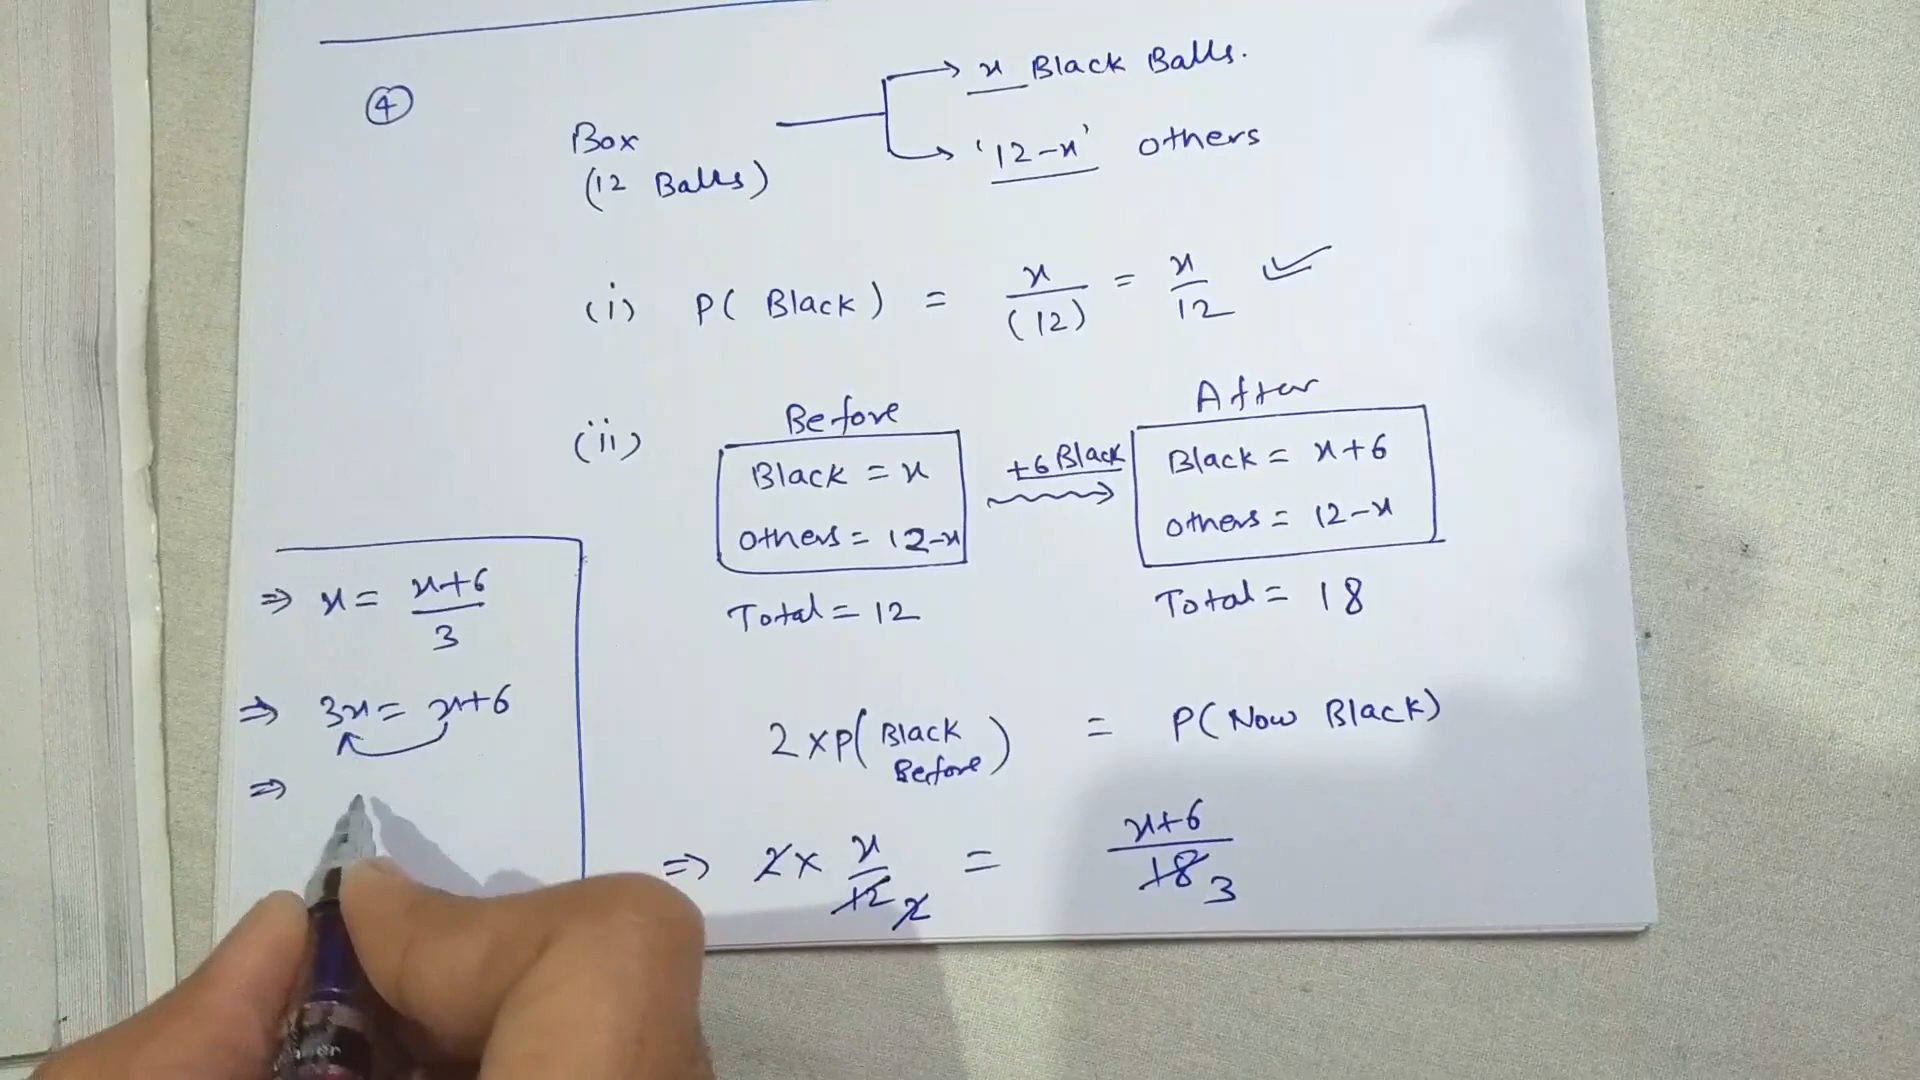 ④
x Black Balls.
Box
(12 Balls)
'12-x' others
(i) P( Black ) = x/(12) = x/12 ✓
(ii)
Before
Black = x
others = 12-x
Total = 12
+6 Black
After
Black = x+6
others = 12-x
Total = 18
2 x P( Black Before ) = P( Now Black )
⇒ 2 x x/12 2 = x+6/18 3
⇒ x = x+6/3
⇒ 3x = x+6
⇒